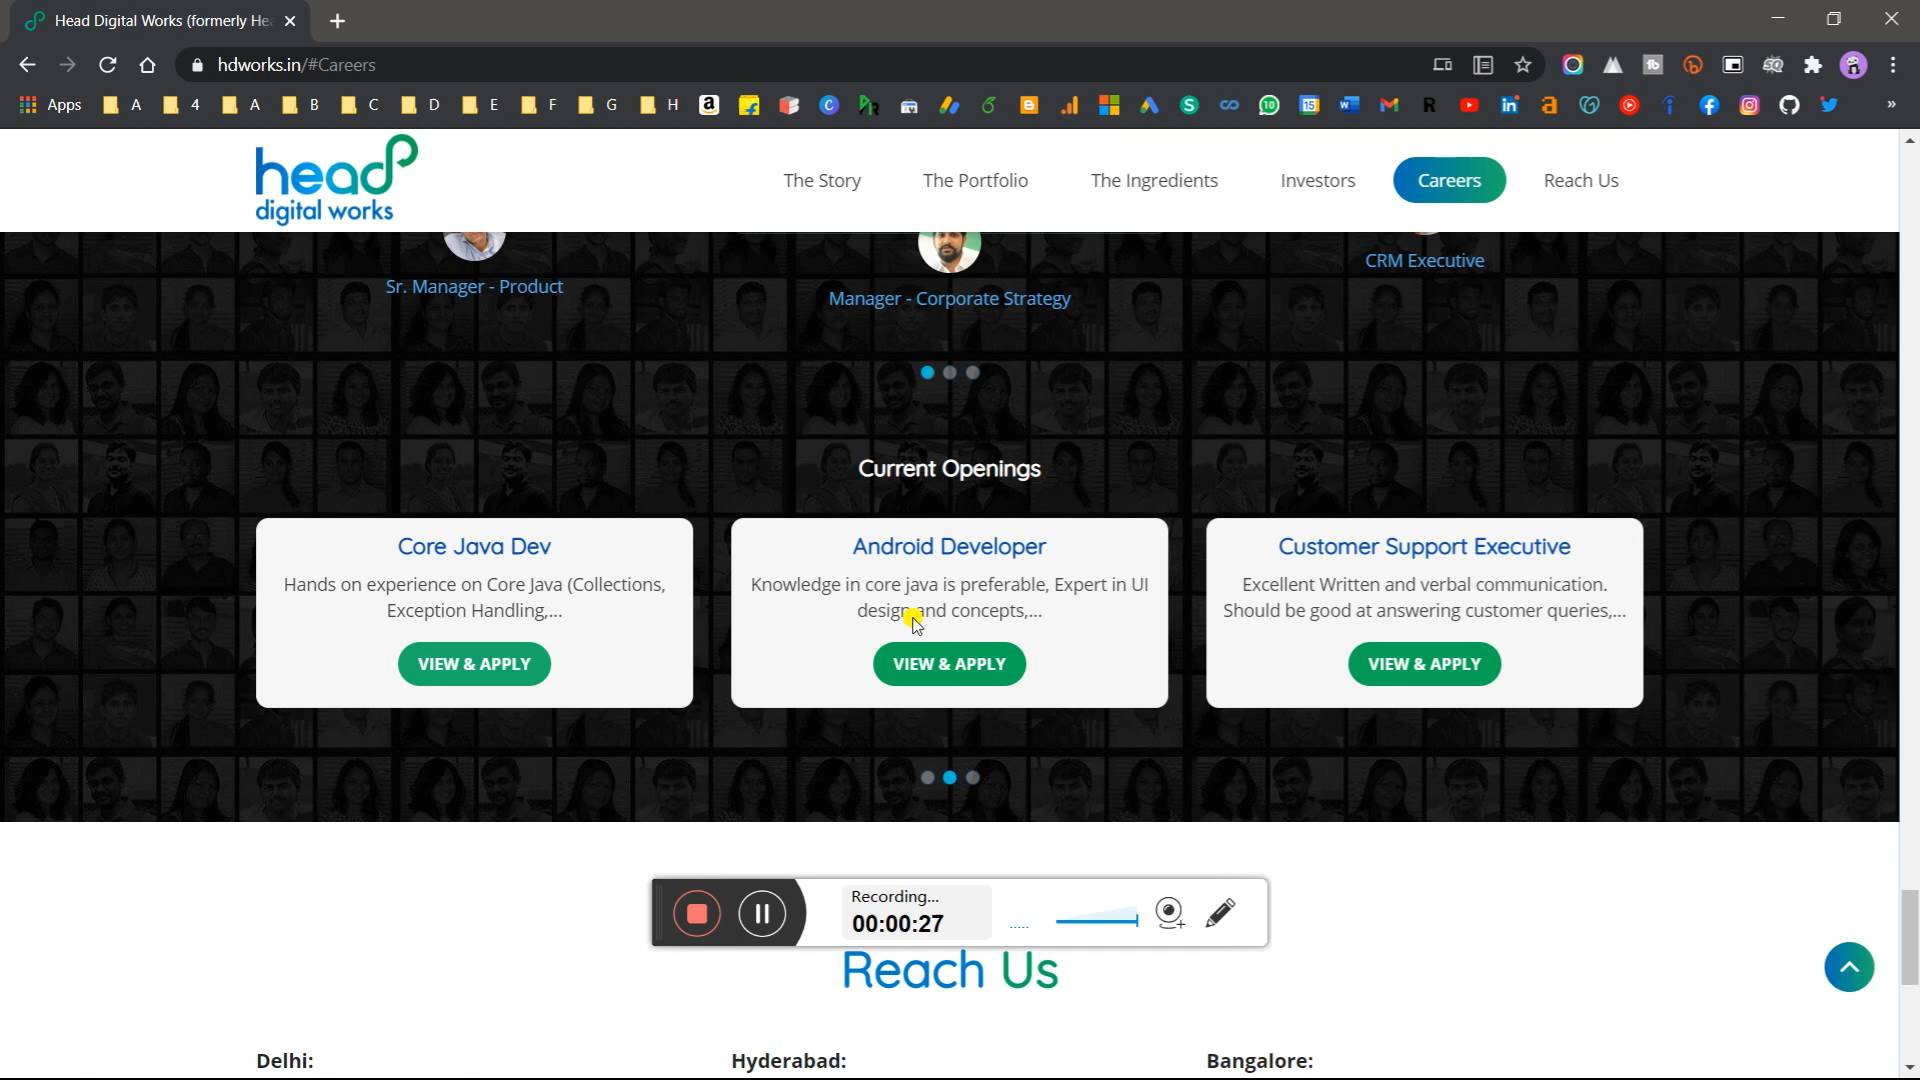 Head Digital Works (formerly He
hdworks.in/#Careers
Apps
A
4
A
B
C
D
E
F
G
H
head
digital works
The Story
The Portfolio
The Ingredients
Investors
Careers
Reach Us
Sr. Manager - Product
Manager - Corporate Strategy
CRM Executive
Current Openings
Core Java Dev
Hands on experience on Core Java (Collections,
Exception Handling,...
VIEW & APPLY
Android Developer
Knowledge in core java is preferable, Expert in UI
design and concepts,...
VIEW & APPLY
Customer Support Executive
Excellent Written and verbal communication.
Should be good at answering customer queries,...
VIEW & APPLY
Recording...
00:00:27
Reach Us
Delhi:
Hyderabad:
Bangalore: